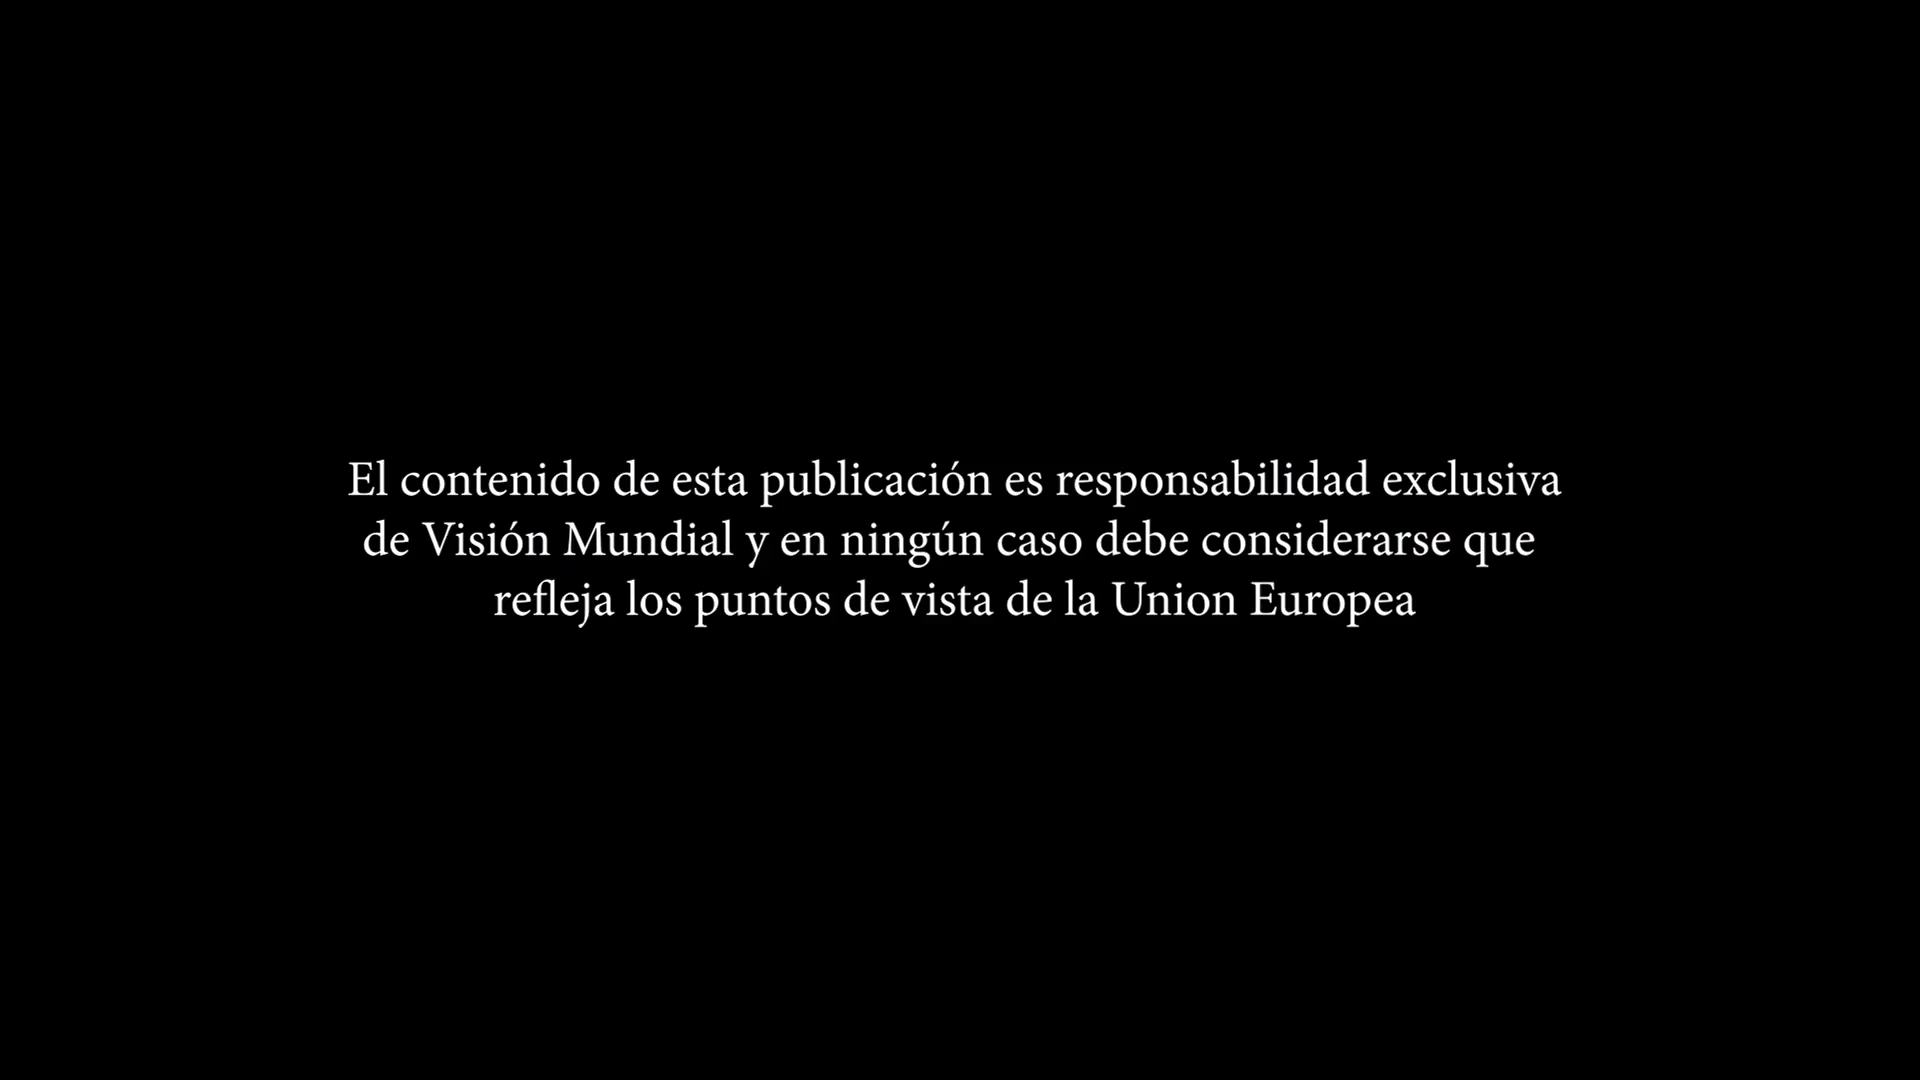 El contenido de esta publicación es responsabilidad exclusiva
de Visión Mundial y en ningún caso debe considerarse que
refleja los puntos de vista de la Union Europea